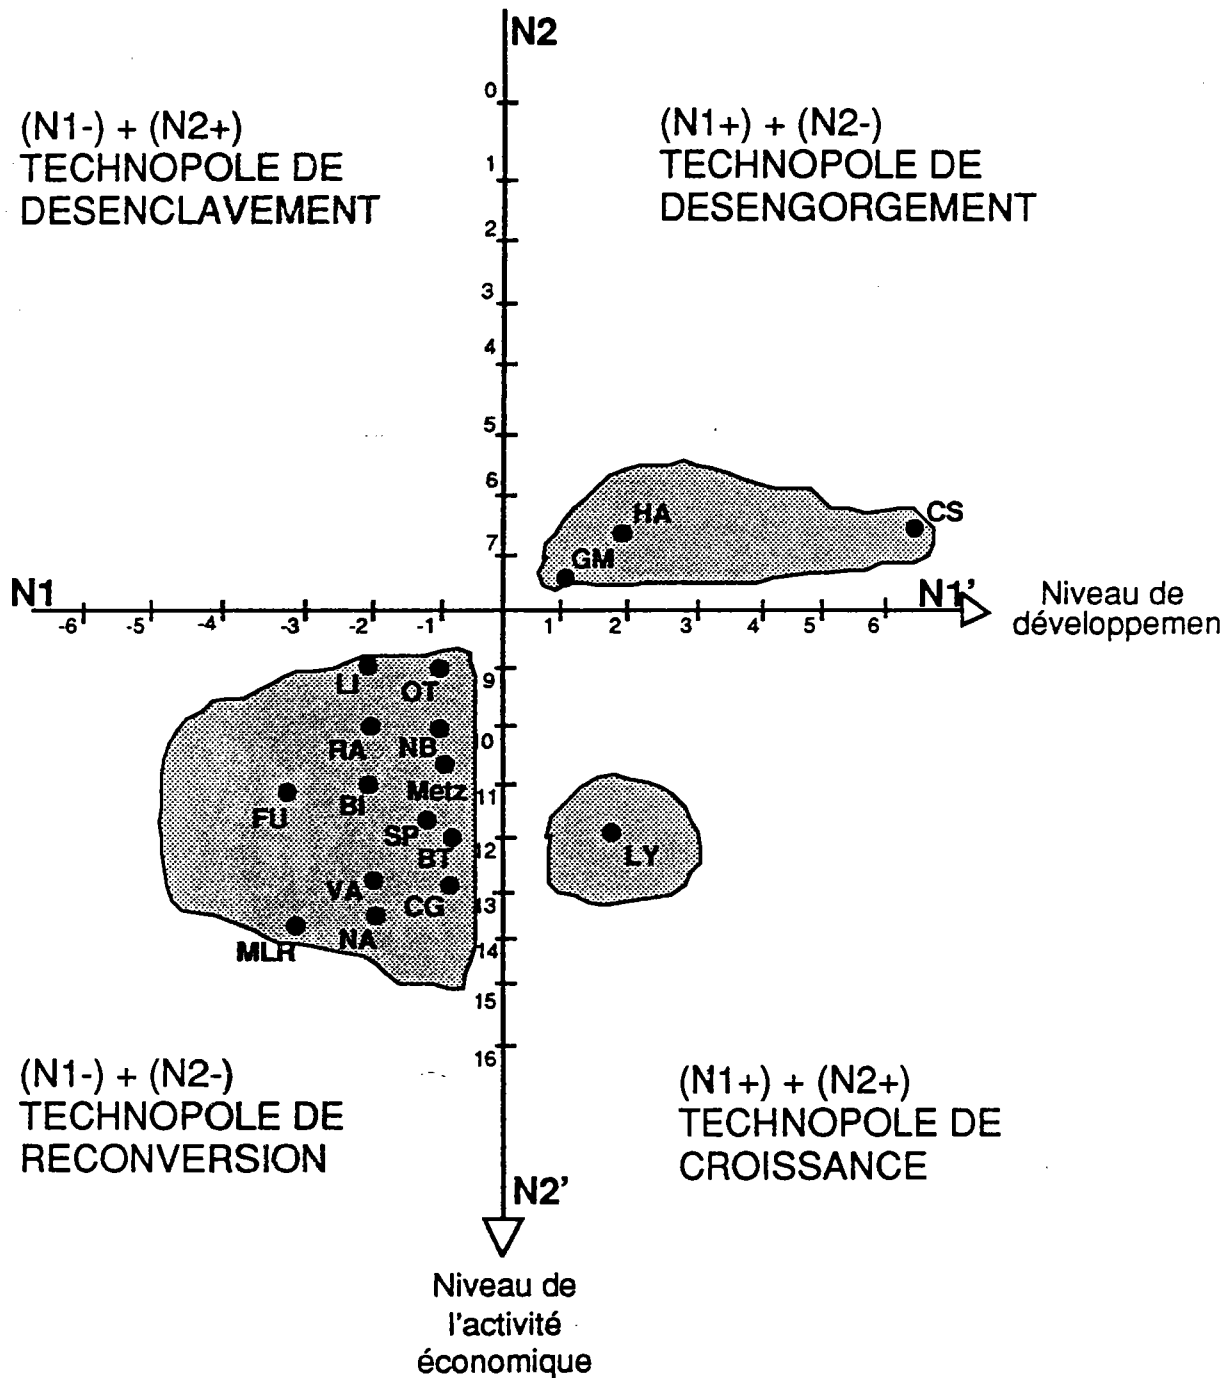 N2
0
(N1-) + (N2+)
TECHNOPOLE DE
DESENCLAVEMENT
(N1+) + (N2-)
TECHNOPOLE DE
DESENGORGEMENT
1
2
3
4
5
6
7
HA
CS
GM
N1
N1'
Niveau de
développemen
-6 -5 -4 -3 -2 -1 1 2 3 4 5 6
LI
OT
9
RA
NB
10
Metz
11
FU
BI
SP
BT
12
LY
VA
CG
13
MLR
NA
14
15
16
(N1-) + (N2-)
TECHNOPOLE DE
RECONVERSION
(N1+) + (N2+)
TECHNOPOLE DE
CROISSANCE
N2'
Niveau de
l'activité
économique